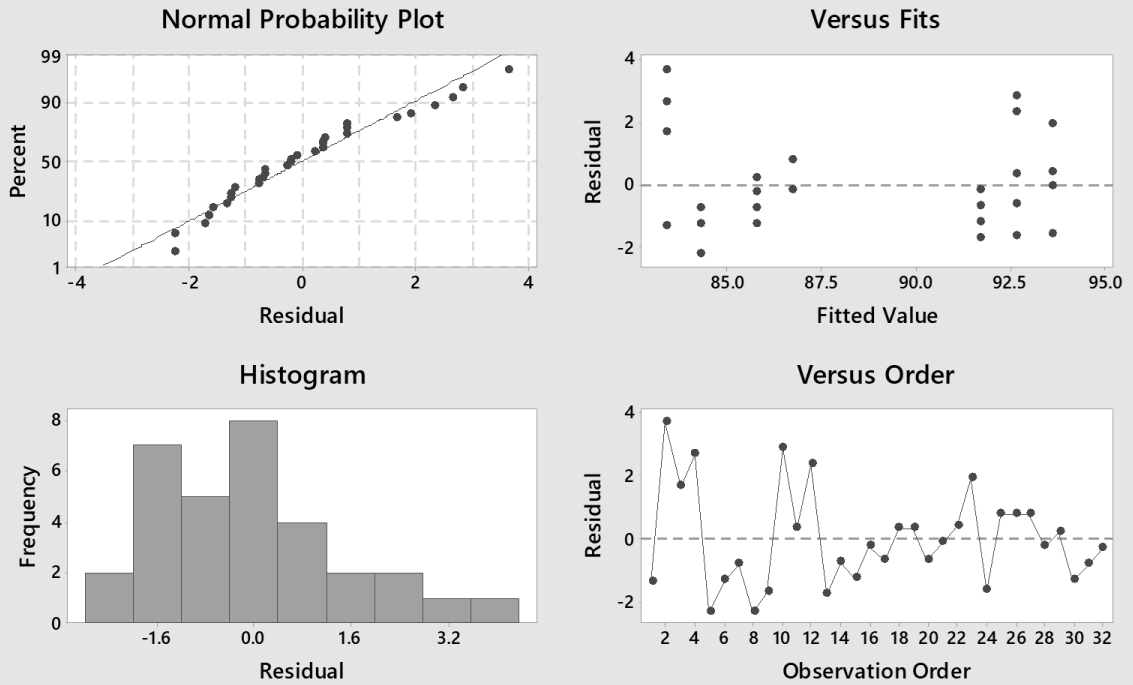 Normal Probability Plot
99
90
50
10
1
Percent
-4 -2 0 2 4
Residual
Versus Fits
4
2
0
-2
Residual
85.0 87.5 90.0 92.5 95.0
Fitted Value
Histogram
8
6
4
2
0
Frequency
-1.6 0.0 1.6 3.2
Residual
Versus Order
4
2
0
-2
Residual
2 4 6 8 10 12 14 16 18 20 22 24 26 28 30 32
Observation Order